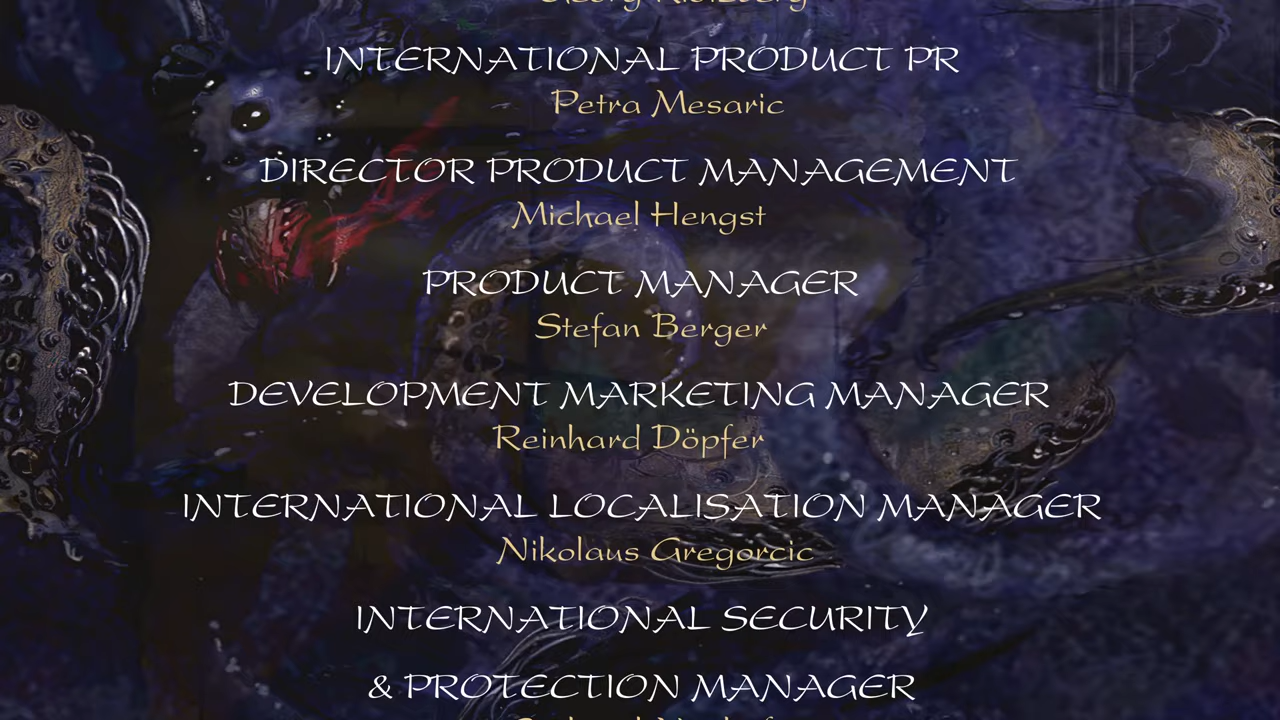 INTERNATIONAL PRODUCT PR
Petra Mesaric
DIRECTOR PRODUCT MANAGEMENT
Michael Hengst
PRODUCT MANAGER
Stefan Berger
DEVELOPMENT MARKETING MANAGER
Reinhard Döpfer
INTERNATIONAL LOCALISATION MANAGER
Nikolaus Gregorcic
INTERNATIONAL SECURITY
& PROTECTION MANAGER